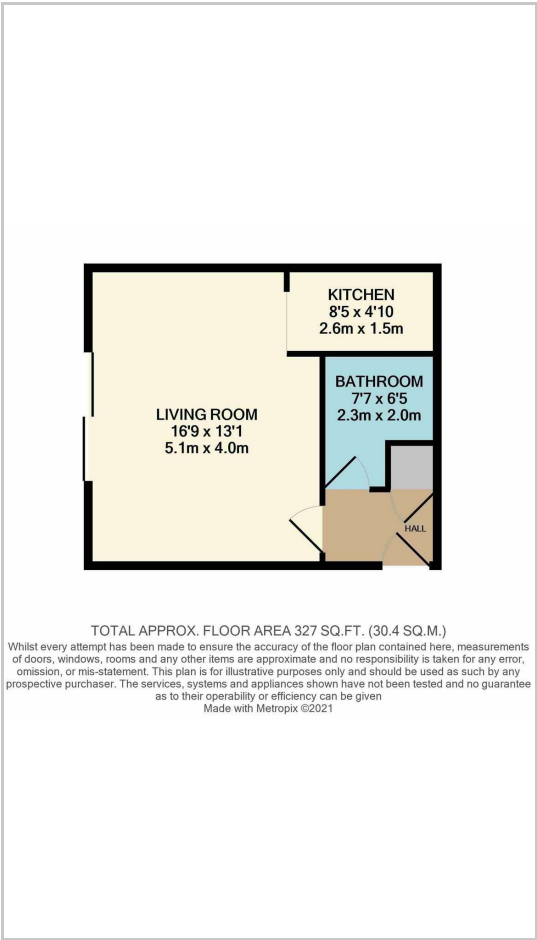 KITCHEN
8'5 x 4'10
2.6m x 1.5m
BATHROOM
7'7 x 6'5
2.3m x 2.0m
LIVING ROOM
16'9 x 13'1
5.1m x 4.0m
HALL
TOTAL APPROX. FLOOR AREA 327 SQ.FT. (30.4 SQ.M.)
Whilst every attempt has been made to ensure the accuracy of the floor plan contained here, measurements
of doors, windows, rooms and any other items are approximate and no responsibility is taken for any error,
omission, or mis-statement. This plan is for illustrative purposes only and should be used as such by any
prospective purchaser. The services, systems and appliances shown have not been tested and no guarantee
as to their operability or efficiency can be given
Made with Metropix ©2021